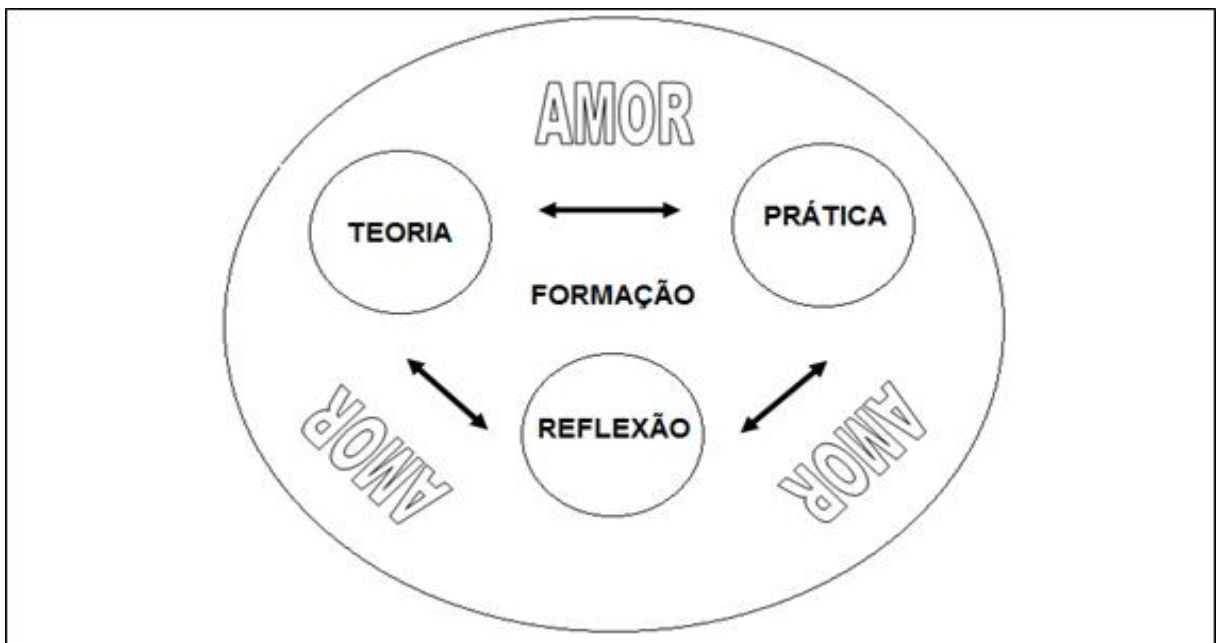 AMOR
TEORIA
PRÁTICA
FORMAÇÃO
REFLEXÃO
AMOR
AMOR